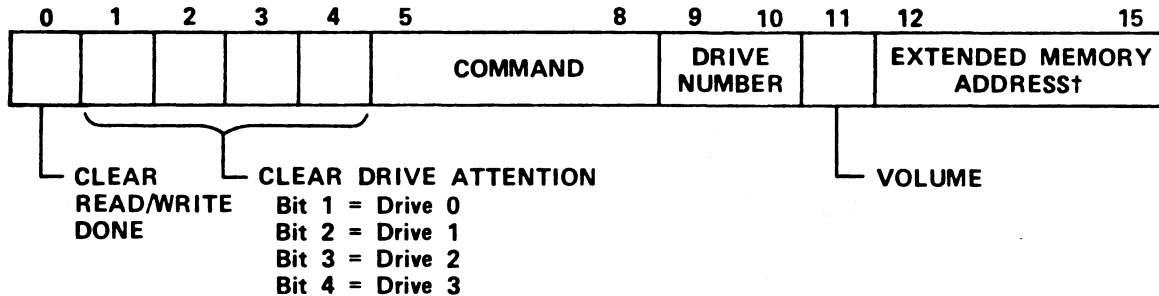 0 1 2 3 4 5 8 9 10 11 12 15
COMMAND
DRIVE NUMBER
EXTENDED MEMORY ADDRESS†
CLEAR READ/WRITE DONE
CLEAR DRIVE ATTENTION
Bit 1 = Drive 0
Bit 2 = Drive 1
Bit 3 = Drive 2
Bit 4 = Drive 3
VOLUME